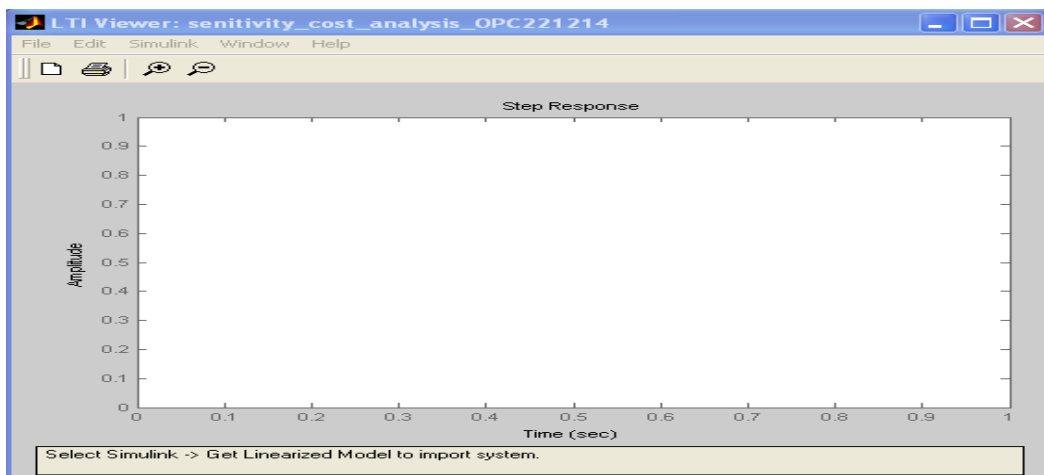 LTI Viewer: senitivity_cost_analysis_OPC221214
File Edit Simulink Window Help
Step Response
1
0.9
0.8
0.7
0.6
0.5
0.4
0.3
0.2
0.1
0
Amplitude
0 0.1 0.2 0.3 0.4 0.5 0.6 0.7 0.8 0.9 1
Time (sec)
Select Simulink -> Get Linearized Model to import system.